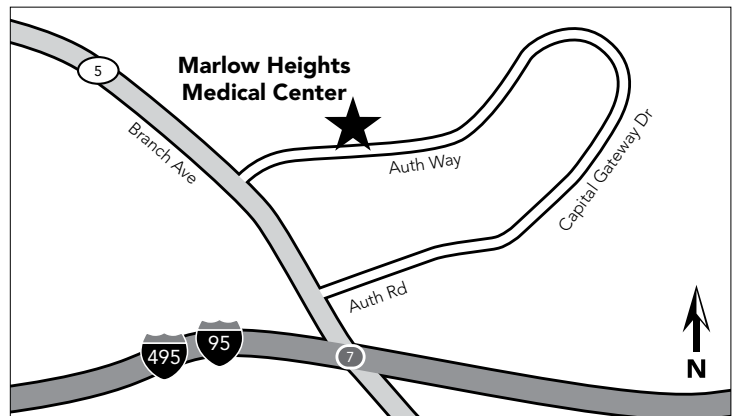 5
Marlow Heights
Medical Center
Branch Ave
Auth Way
Capital Gateway Dr
Auth Rd
495
95
7
N